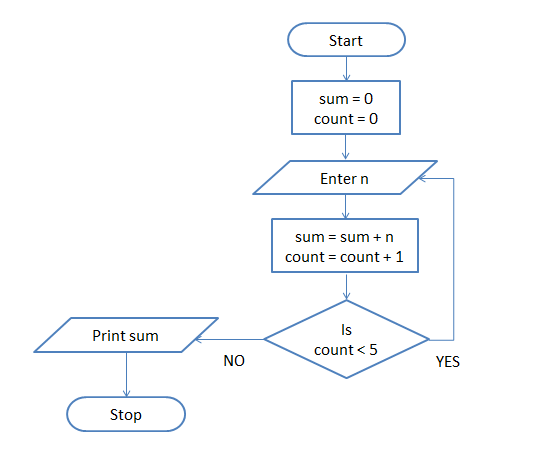 Start
sum = 0
count = 0
Enter n
sum = sum + n
count = count + 1
Is
count < 5
Print sum
NO
YES
Stop